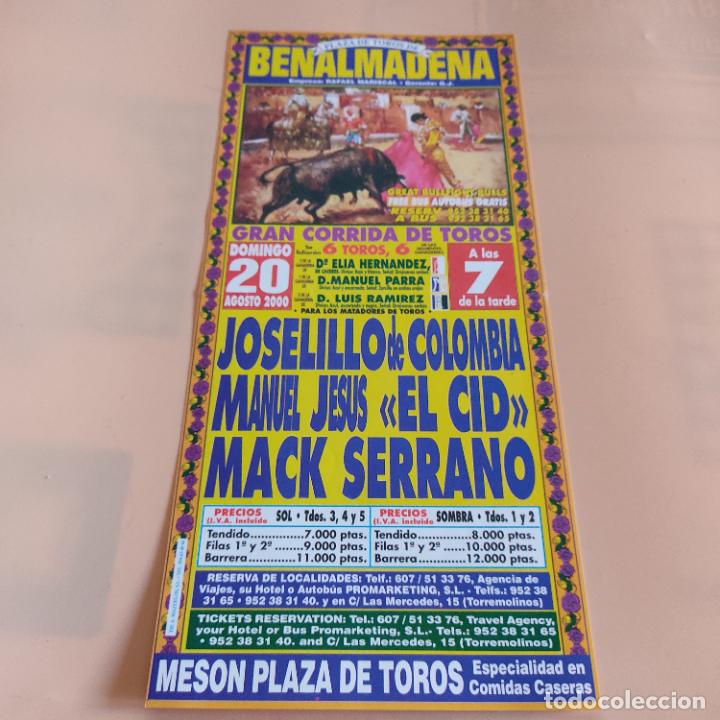 PLAZA DE TOROS DE
BENALMADENA
Empresa: RAFAEL MARISCAL • Gerente: G.J.
GREAT BULLFIGHT BULLS
FREE BUS AUTOBUS GRATIS
RESERV 952 38 31 40
A BUS 952 38 31 65
GRAN CORRIDA DE TOROS
DOMINGO
20
AGOSTO 2000
6 TOROS, 6
Dª ELIA HERNANDEZ,
D. MANUEL PARRA
D. LUIS RAMIREZ
• PARA LOS MATADORES DE TOROS •
A las
7
de la tarde
JOSELILLO de COLOMBIA
MANUEL JESUS «EL CID»
MACK SERRANO
PRECIOS (I.V.A. incluido SOL • Tdos. 3, 4 y 5
Tendido............7.000 ptas.
Filas 1ª y 2ª........9.000 ptas.
Barrera............11.000 ptas.
PRECIOS (I.V.A. incluido SOMBRA • Tdos. 1 y 2
Tendido............8.000 ptas.
Filas 1ª y 2ª......10.000 ptas.
Barrera............12.000 ptas.
RESERVA DE LOCALIDADES: Telf.: 607 / 51 33 76, Agencia de
Viajes, su Hotel o Autobús PROMARKETING, S.L. - Telfs.: 952 38
31 65 • 952 38 31 40. y en C/ Las Mercedes, 15 (Torremolinos)
TICKETS RESERVATION: Tel.: 607 / 51 33 76, Travel Agency,
your Hotel or Bus Promarketing, S.L.- Tels.: 952 38 31 65
• 952 38 31 40. and C/ Las Mercedes, 15 (Torremolinos)
MESON PLAZA DE TOROS Especialidad en
Comidas Caseras
todocoleccion